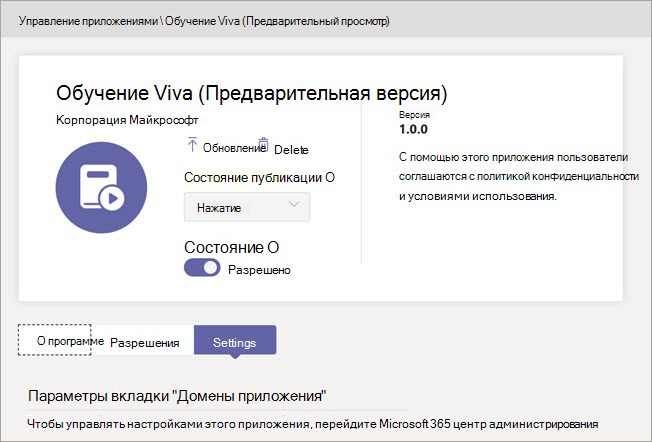 Управление приложениями \ Обучение Viva (Предварительный просмотр)
Обучение Viva (Предварительная версия)
Корпорация Майкрософт
Обновление Delete
Состояние публикации О
Нажатие
Состояние О
Разрешено
Версия
1.0.0
С помощью этого приложения пользователи
соглашаются с политикой конфиденциальности
и условиями использования.
О программе Разрешения Settings
Параметры вкладки "Домены приложения"
Чтобы управлять настройками этого приложения, перейдите Microsoft 365 центр администрирования